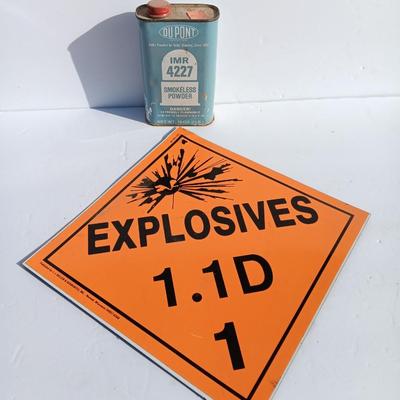 DU PONT
IMR
4227
SMOKELESS
POWDER
DANGER!
EXPLOSIVES
1.1D
1